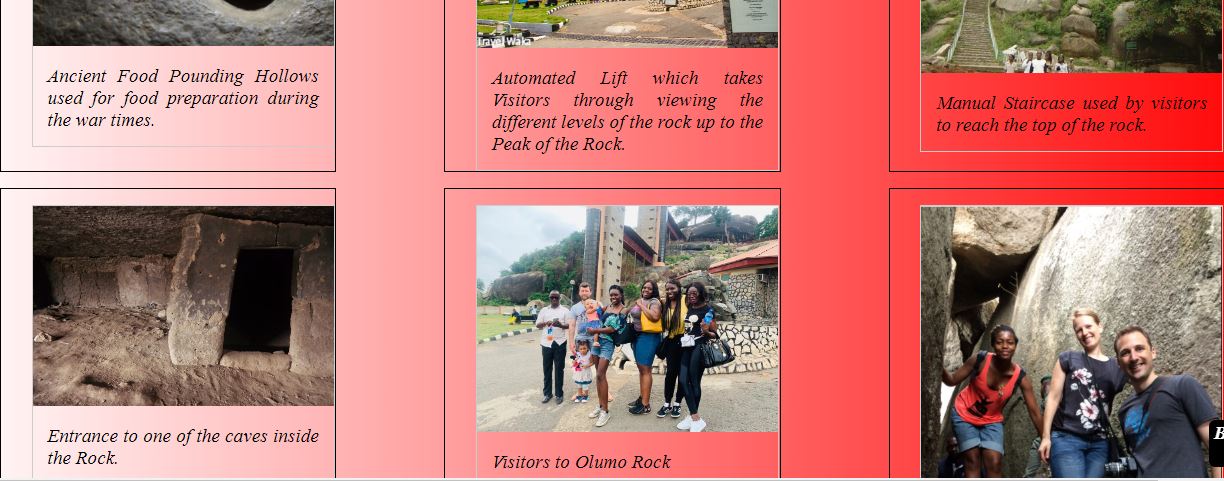 Travel Waka
Ancient Food Pounding Hollows
used for food preparation during
the war times.
Automated Lift which takes
Visitors through viewing the
different levels of the rock up to the
Peak of the Rock.
Manual Staircase used by visitors
to reach the top of the rock.
Entrance to one of the caves inside
the Rock.
Visitors to Olumo Rock
B